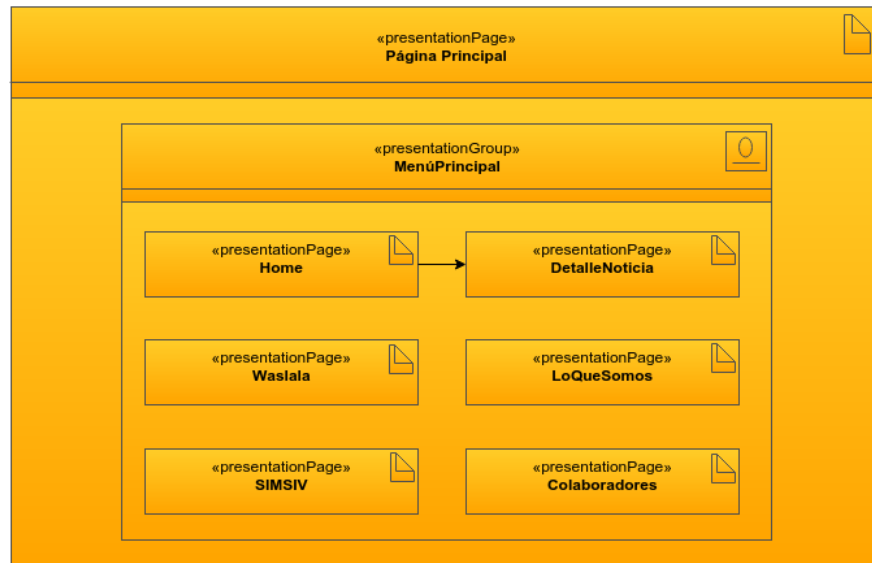 «presentationPage»
Página Principal
«presentationGroup»
MenúPrincipal
«presentationPage»
Home
«presentationPage»
DetalleNoticia
«presentationPage»
Waslala
«presentationPage»
LoQueSomos
«presentationPage»
SIMSIV
«presentationPage»
Colaboradores